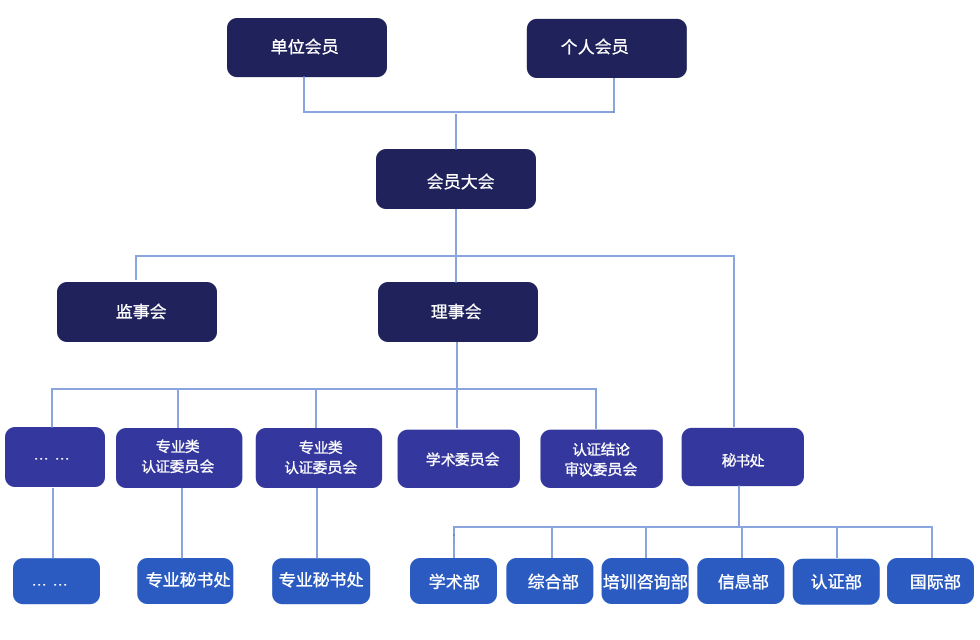 单位会员
个人会员
会员大会
监事会
理事会
... ...
专业类
认证委员会
专业类
认证委员会
学术委员会
认证结论
审议委员会
秘书处
... ...
专业秘书处
专业秘书处
学术部
综合部
培训咨询部
信息部
认证部
国际部